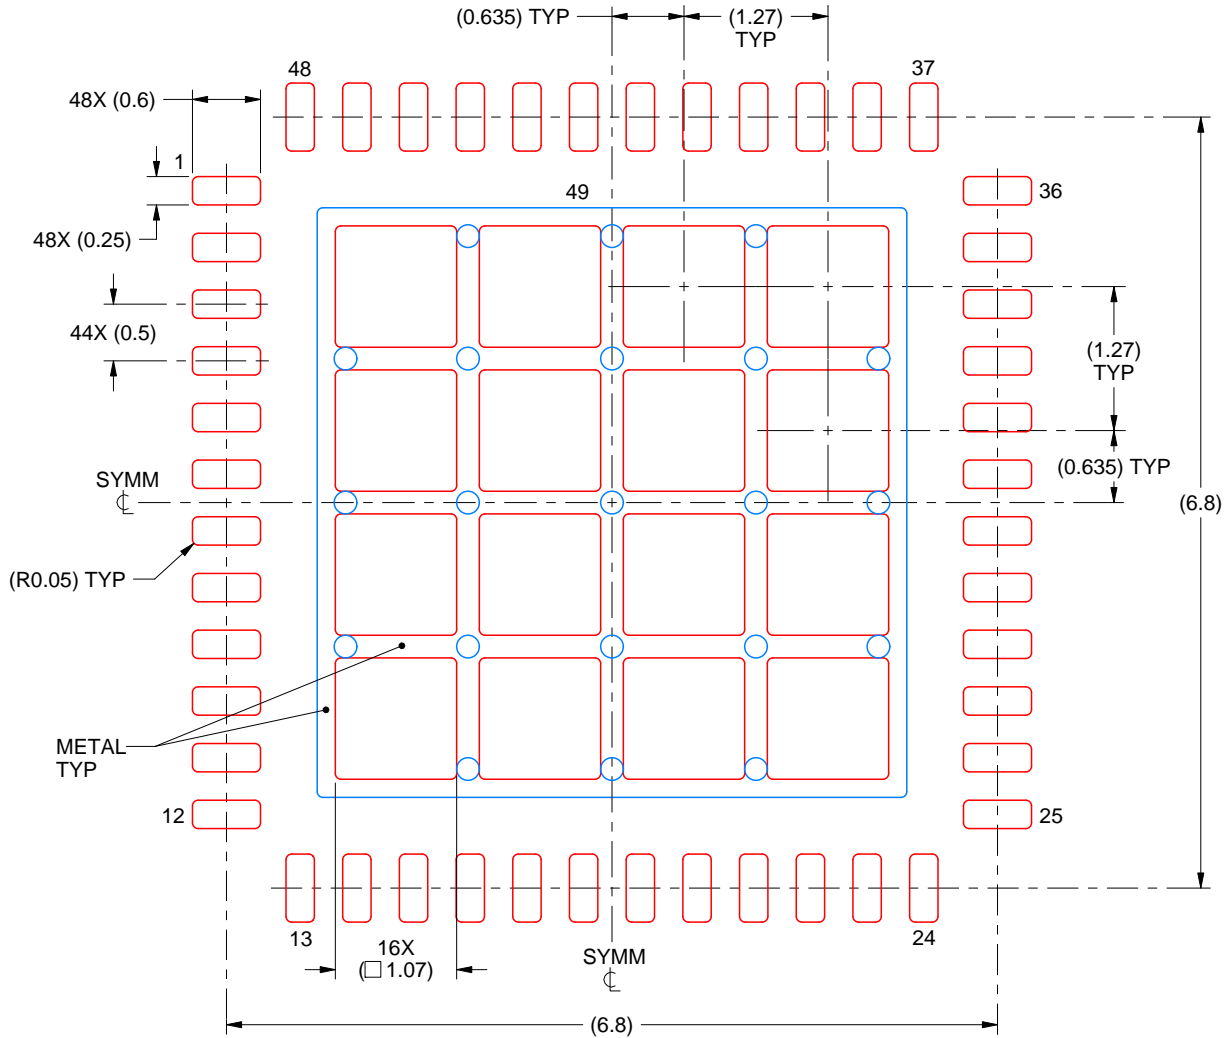 (0.635) TYP
(1.27)
TYP
48
37
48X (0.6)
1
49
36
48X (0.25)
44X (0.5)
(1.27)
TYP
(0.635) TYP
SYMM
℄
(6.8)
(R0.05) TYP
METAL
TYP
12
25
13
16X
(□ 1.07)
SYMM
℄
24
(6.8)